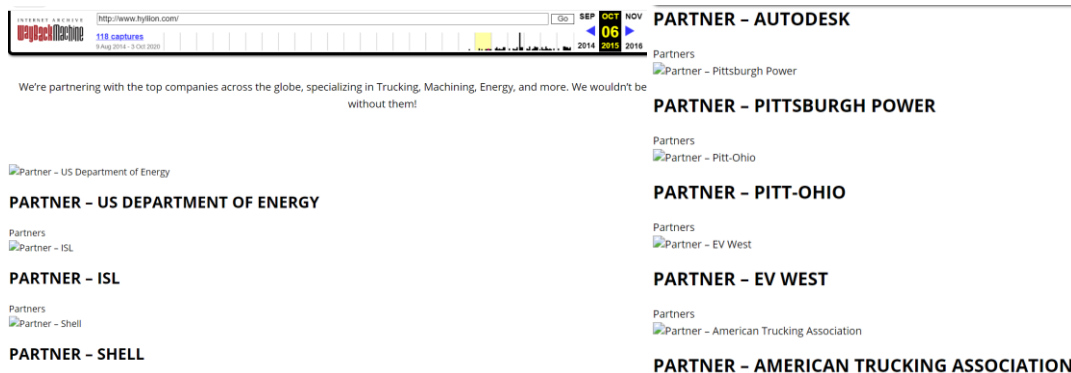 INTERNET ARCHIVE
WayBackMachine
http://www.hyliion.com/
Go
SEP OCT NOV
118 captures
06
9 Aug 2014 - 3 Oct 2020
2014 2015 2016
We're partnering with the top companies across the globe, specializing in Trucking, Machining, Energy, and more. We wouldn't be
without them!
Partner – US Department of Energy
PARTNER – US DEPARTMENT OF ENERGY
Partners
Partner – ISL
PARTNER – ISL
Partners
Partner – Shell
PARTNER – SHELL
PARTNER – AUTODESK
Partners
Partner – Pittsburgh Power
PARTNER – PITTSBURGH POWER
Partners
Partner – Pitt-Ohio
PARTNER – PITT-OHIO
Partners
Partner – EV West
PARTNER – EV WEST
Partners
Partner – American Trucking Association
PARTNER – AMERICAN TRUCKING ASSOCIATION